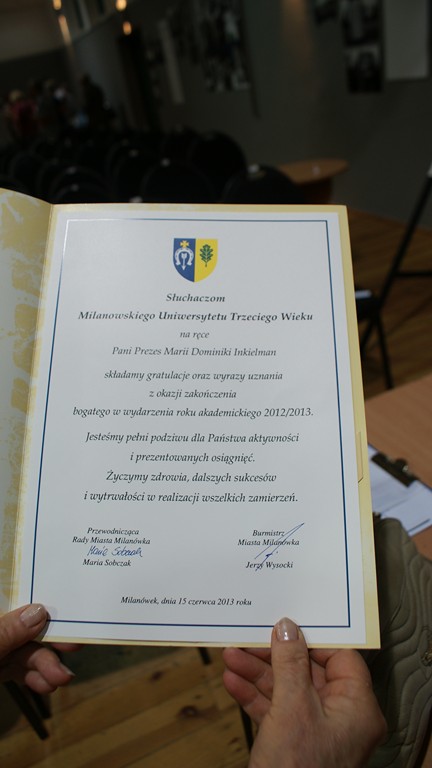 Słuchaczom
Milanowskiego Uniwersytetu Trzeciego Wieku
na ręce
Pani Prezes Marii Dominiki Inkielman
składamy gratulacje oraz wyrazy uznania
z okazji zakończenia
bogatego w wydarzenia roku akademickiego 2012/2013.
Jesteśmy pełni podziwu dla Państwa aktywności
i prezentowanych osiągnięć.
Życzymy zdrowia, dalszych sukcesów
i wytrwałości w realizacji wszelkich zamierzeń.
Przewodnicząca
Rady Miasta Milanówka
Maria Sobczak
Maria Sobczak
Burmistrz
Miasta Milanówka
Jerzy Wysocki
Milanówek, dnia 15 czerwca 2013 roku